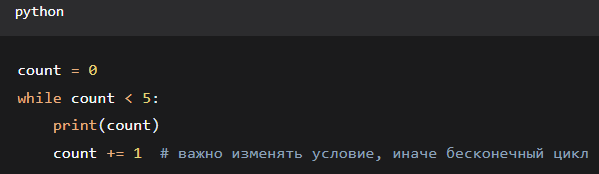 python
count = 0
while count < 5:
    print(count)
    count += 1  # важно изменять условие, иначе бесконечный цикл